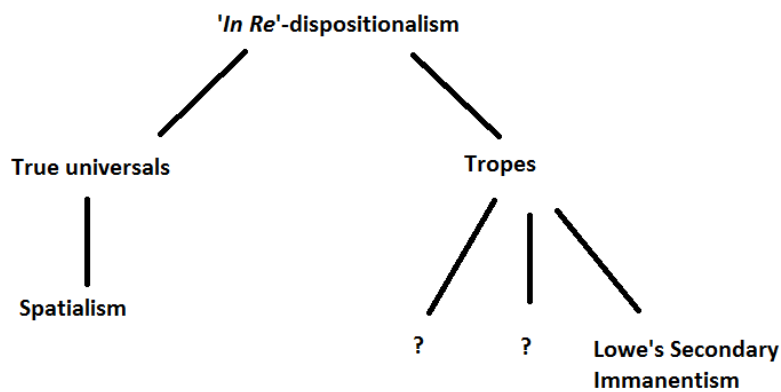 'In Re'-dispositionalism
True universals
Tropes
Spatialism
?
?
Lowe's Secondary
Immanentism